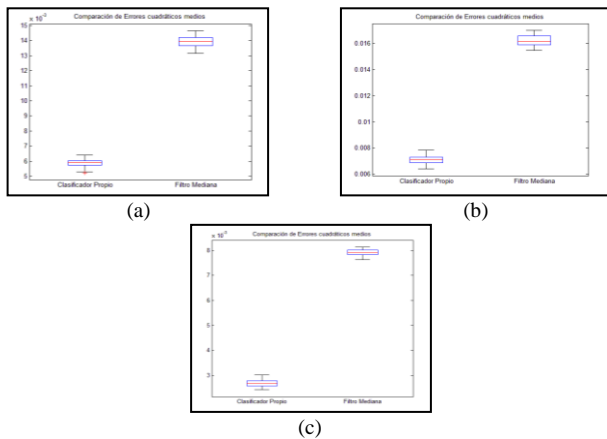 Comparación de Errores cuadráticos medios
15
14
13
12
11
10
9
8
7
6
5
Clasificador Propio Filtro Mediana
(a)
Comparación de Errores cuadráticos medios
0.016
0.014
0.012
0.01
0.008
0.006
Clasificador Propio Filtro Mediana
(b)
Comparación de Errores cuadráticos medios
8
7
6
5
4
3
Clasificador Propio Filtro Mediana
(c)